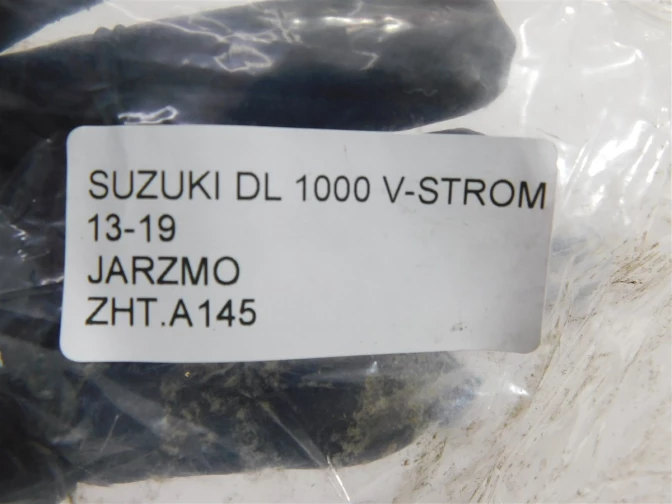 SUZUKI DL 1000 V-STROM
13-19
JARZMO
ZHT.A145